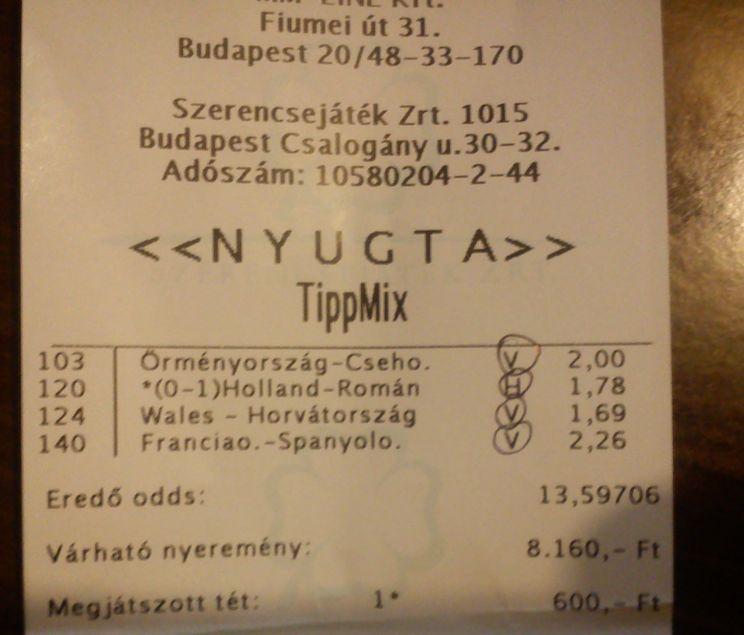 Fiumei út 31.
Budapest 20/48-33-170
Szerencsejáték Zrt. 1015
Budapest Csalogány u.30-32.
Adószám: 10580204-2-44
<<NYUGTA>>
TippMix
103 Örményország-Cseho. V 2,00
120 *(0-1)Holland-Román H 1,78
124 Wales - Horvátország V 1,69
140 Franciao.-Spanyolo. V 2,26
Eredő odds: 13,59706
Várható nyeremény: 8.160,- Ft
Megjátszott tét: 1* 600,- Ft